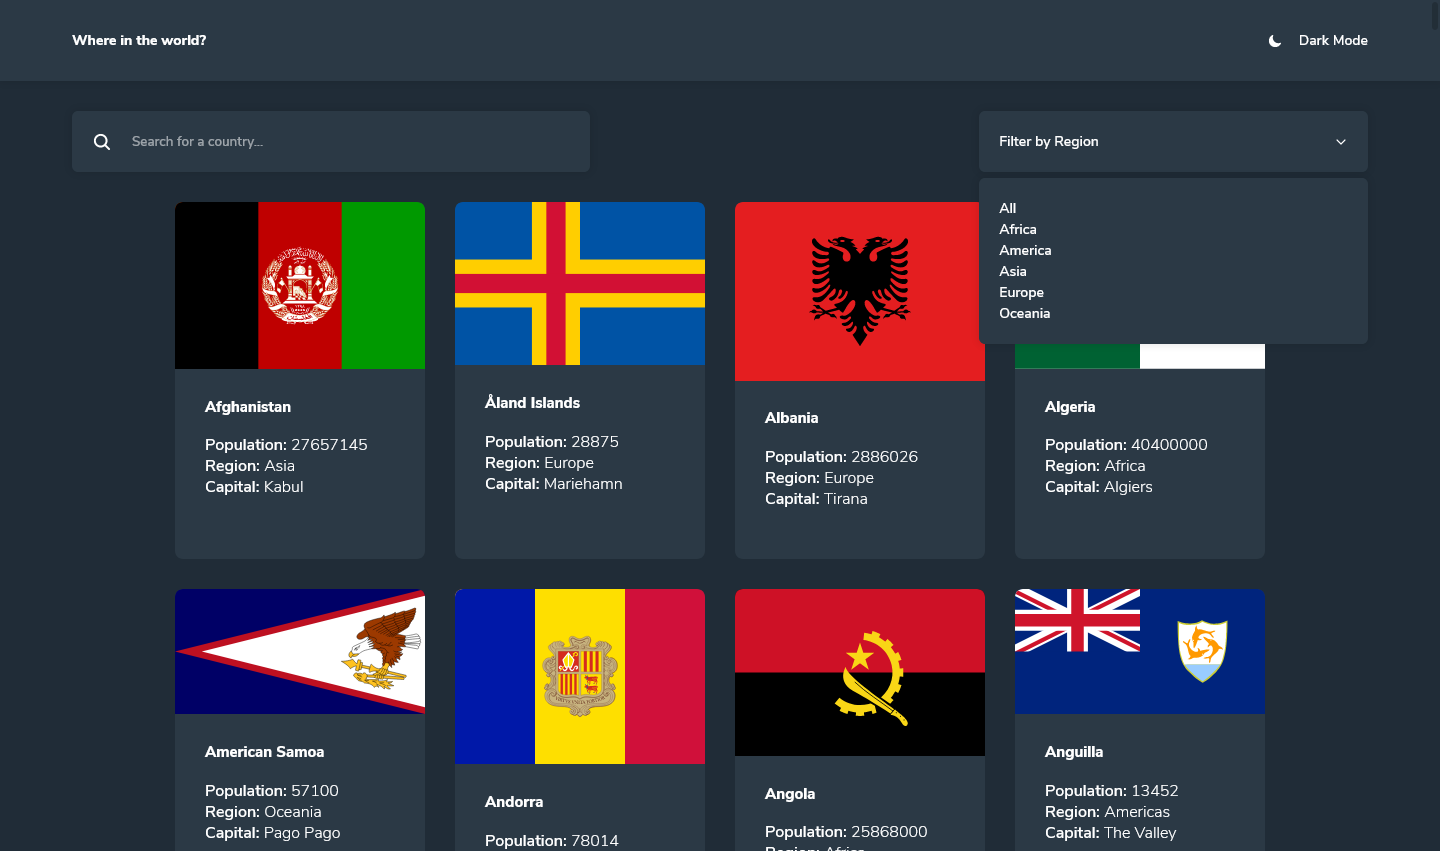 Where in the world?
Dark Mode
Search for a country...
Filter by Region
All
Africa
America
Asia
Europe
Oceania
Afghanistan
Population: 27657145
Region: Asia
Capital: Kabul
Åland Islands
Population: 28875
Region: Europe
Capital: Mariehamn
Albania
Population: 2886026
Region: Europe
Capital: Tirana
Algeria
Population: 40400000
Region: Africa
Capital: Algiers
American Samoa
Population: 57100
Region: Oceania
Capital: Pago Pago
Andorra
Population: 78014
Angola
Population: 25868000
Region: Africa
Anguilla
Population: 13452
Region: Americas
Capital: The Valley